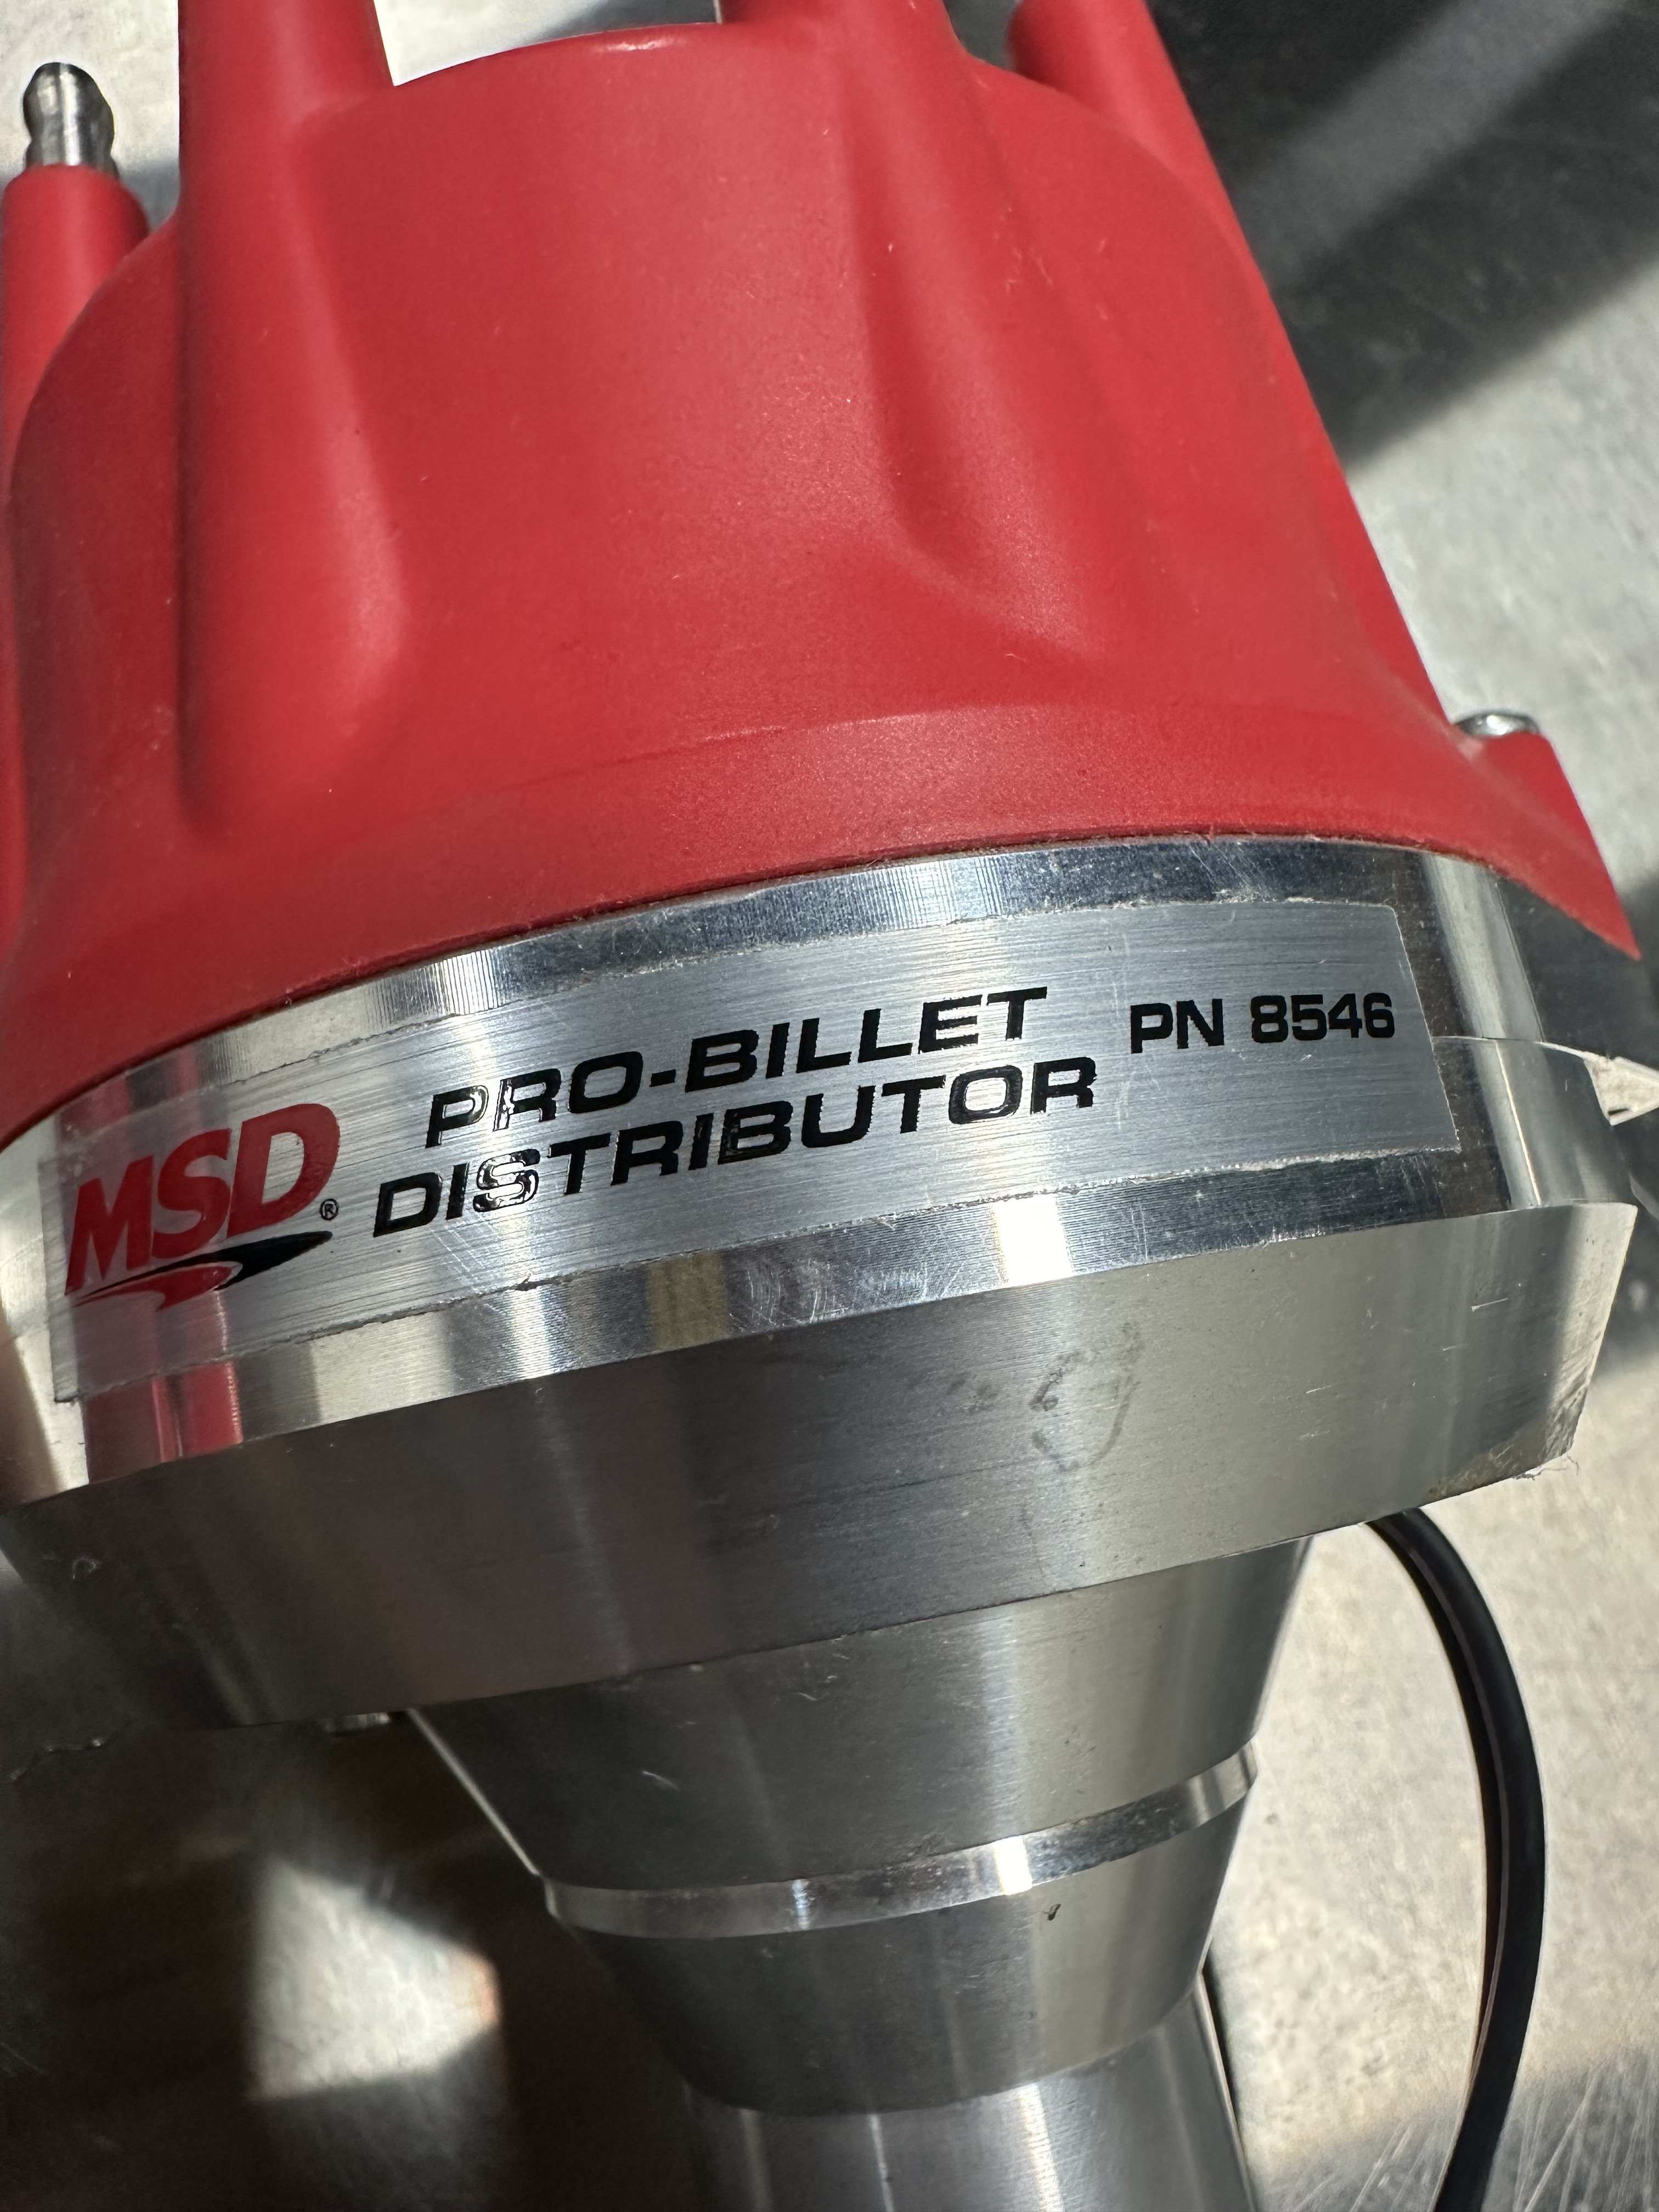 MSD®
PRO-BILLET
DISTRIBUTOR
PN 8546